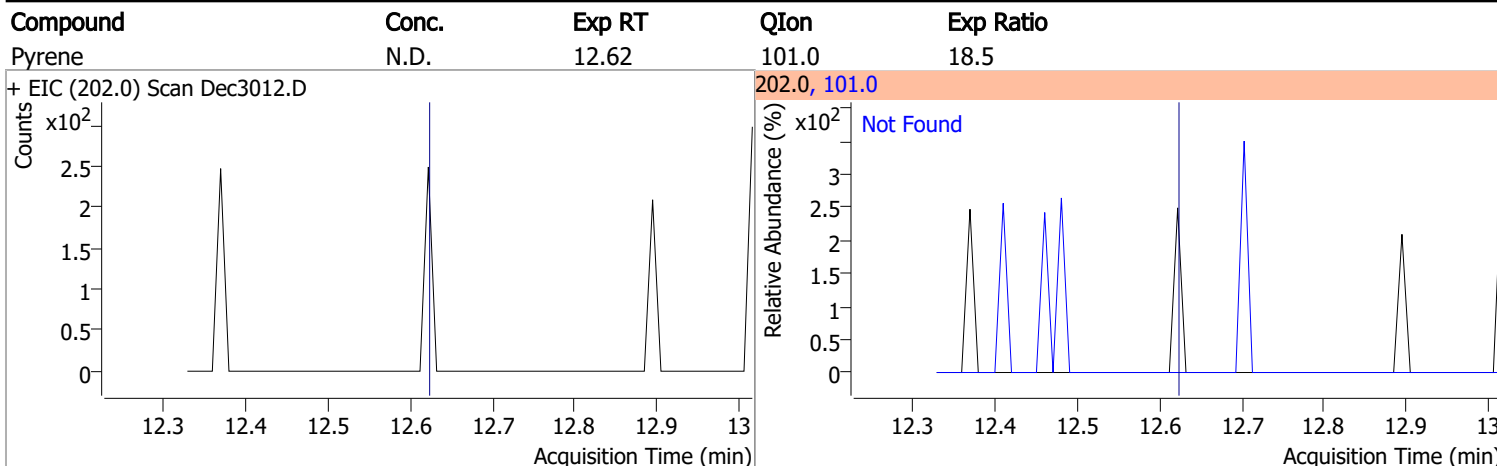 Compound Conc. Exp RT QIon Exp Ratio
Pyrene N.D. 12.62 101.0 18.5
+ EIC (202.0) Scan Dec3012.D
Counts
x10²
2.5
2
1.5
1
0.5
0
12.3 12.4 12.5 12.6 12.7 12.8 12.9 13
Acquisition Time (min)
202.0, 101.0
Relative Abundance (%)
x10²
Not Found
3
2.5
2
1.5
1
0.5
0
12.3 12.4 12.5 12.6 12.7 12.8 12.9 13
Acquisition Time (min)